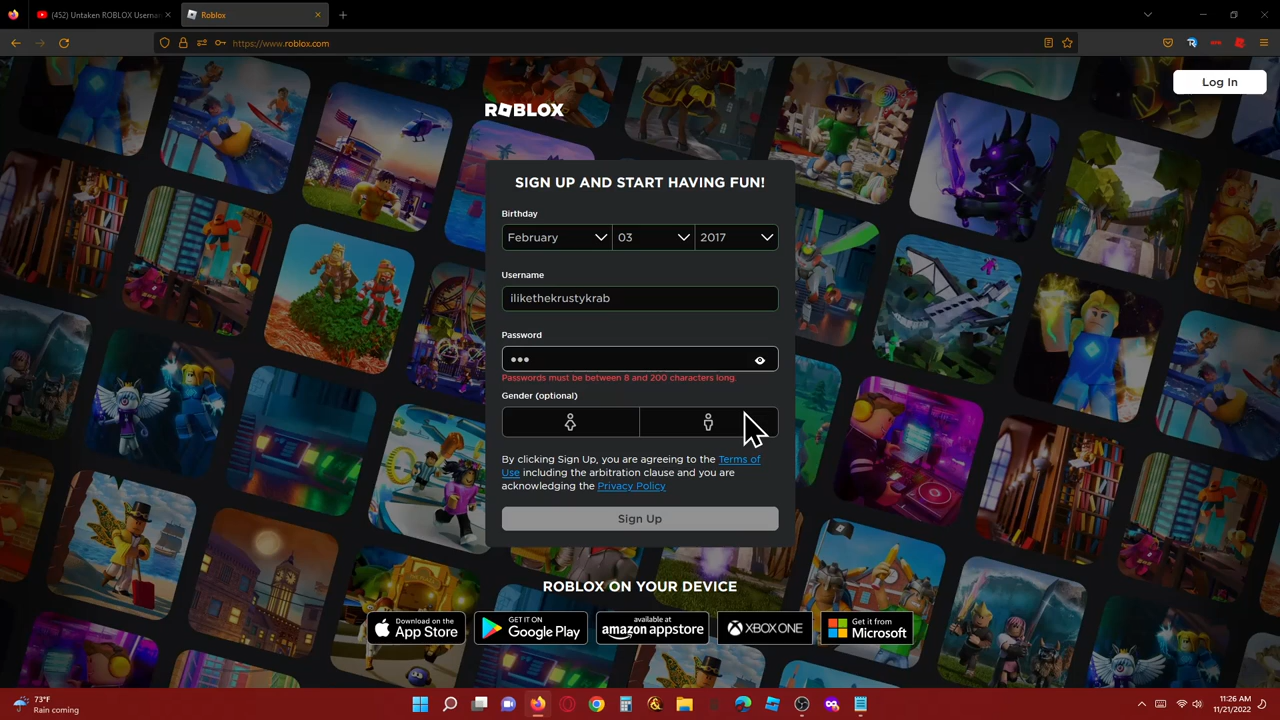 (452) Untaken ROBLOX Userna
Roblox
https://www.roblox.com
Log In
ROBLOX
SIGN UP AND START HAVING FUN!
Birthday
February 03 2017
Username
ilikethekrustykrab
Password
Passwords must be between 8 and 200 characters long.
Gender (optional)
By clicking Sign Up, you are agreeing to the Terms of
Use including the arbitration clause and you are
acknowledging the Privacy Policy
Sign Up
ROBLOX ON YOUR DEVICE
Download on the
App Store
GET IT ON
Google Play
available at
amazon appstore
XBOX ONE
Get it from
Microsoft
73°F
Rain coming
11:26 AM
11/21/2022